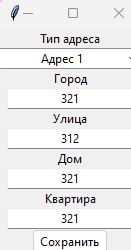 Тип адреса
Адрес 1
Город
321
Улица
312
Дом
321
Квартира
321
Сохранить